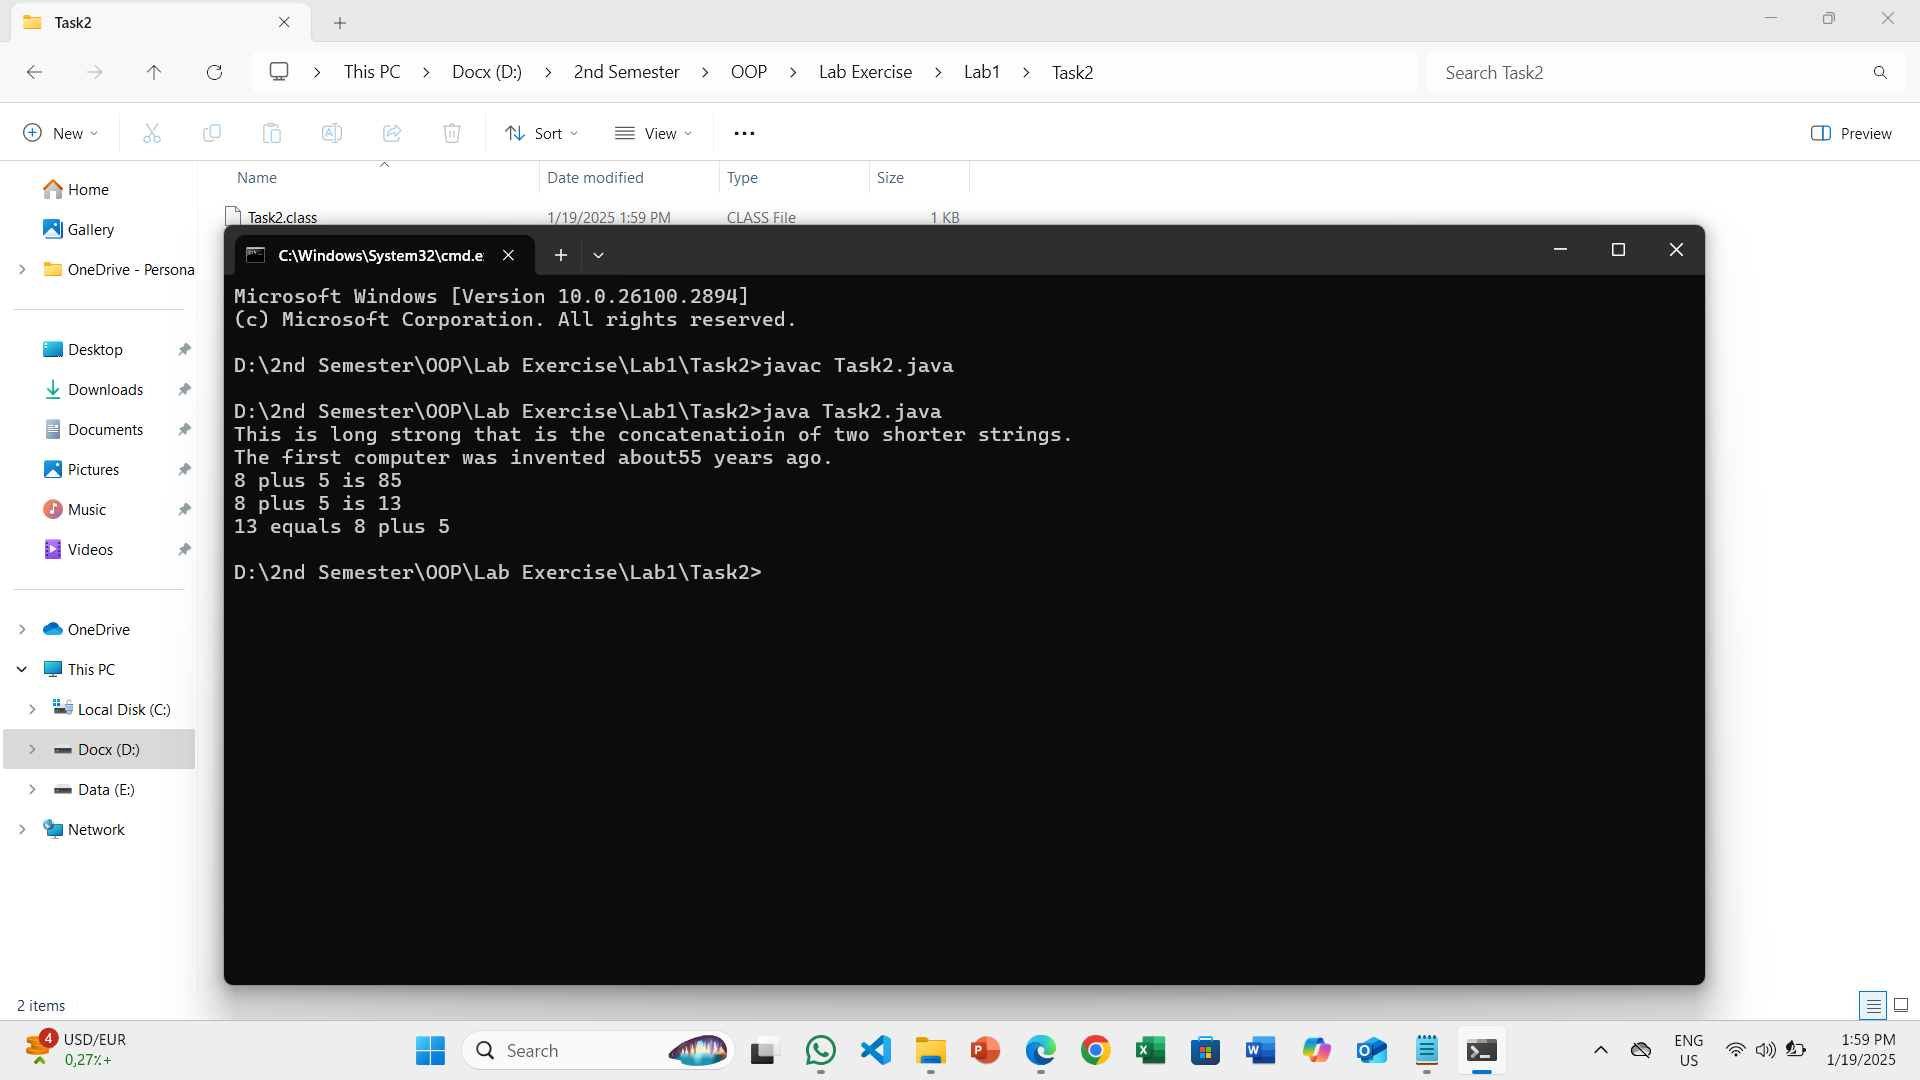 Task2
This PC
Docx (D:)
2nd Semester
OOP
Lab Exercise
Lab1
Task2
Search Task2
New
Sort
View
Preview
Name
Date modified
Type
Size
Task2.class
1/19/2025 1:59 PM
CLASS File
1 KB
Home
Gallery
OneDrive - Persona
Desktop
Downloads
Documents
Pictures
Music
Videos
OneDrive
This PC
Local Disk (C:)
Docx (D:)
Data (E:)
Network
2 items
C:\Windows\System32\cmd.e
Microsoft Windows [Version 10.0.26100.2894]
(c) Microsoft Corporation. All rights reserved.
D:\2nd Semester\OOP\Lab Exercise\Lab1\Task2>javac Task2.java
D:\2nd Semester\OOP\Lab Exercise\Lab1\Task2>java Task2.java
This is long strong that is the concatenatioin of two shorter strings.
The first computer was invented about55 years ago.
8 plus 5 is 85
8 plus 5 is 13
13 equals 8 plus 5
D:\2nd Semester\OOP\Lab Exercise\Lab1\Task2>
4
USD/EUR
0,27%+
Search
ENG
US
1:59 PM
1/19/2025